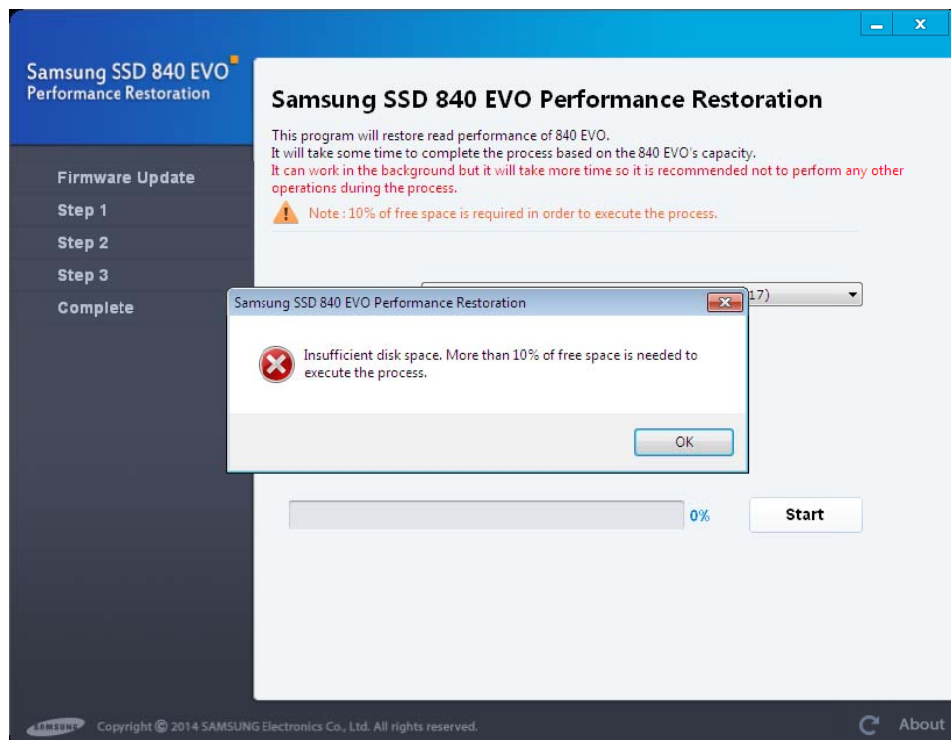 Samsung SSD 840 EVO
Performance Restoration
Samsung SSD 840 EVO Performance Restoration
This program will restore read performance of 840 EVO.
It will take some time to complete the process based on the 840 EVO's capacity.
It can work in the background but it will take more time so it is recommended not to perform any other
operations during the process.
Note : 10% of free space is required in order to execute the process.
Firmware Update
Step 1
Step 2
Step 3
Complete
17)
Samsung SSD 840 EVO Performance Restoration
Insufficient disk space. More than 10% of free space is needed to
execute the process.
OK
0%
Start
SAMSUNG
Copyright © 2014 SAMSUNG Electronics Co., Ltd. All rights reserved.
About